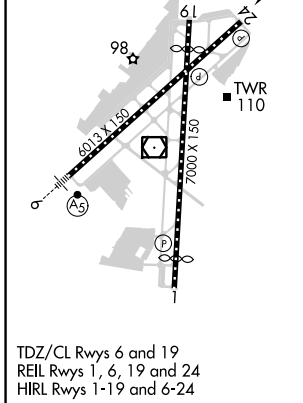 19
24
P
98
P
TWR
110
6013 X 150
7000 X 150
6
A5
P
1
TDZ/CL Rwys 6 and 19
REIL Rwys 1, 6, 19 and 24
HIRL Rwys 1-19 and 6-24